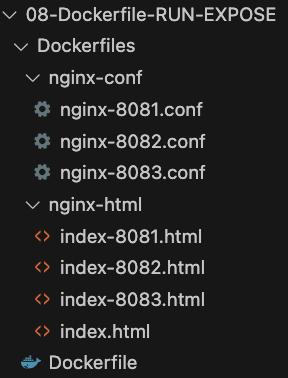 08-Dockerfile-RUN-EXPOSE
Dockerfiles
nginx-conf
nginx-8081.conf
nginx-8082.conf
nginx-8083.conf
nginx-html
index-8081.html
index-8082.html
index-8083.html
index.html
Dockerfile